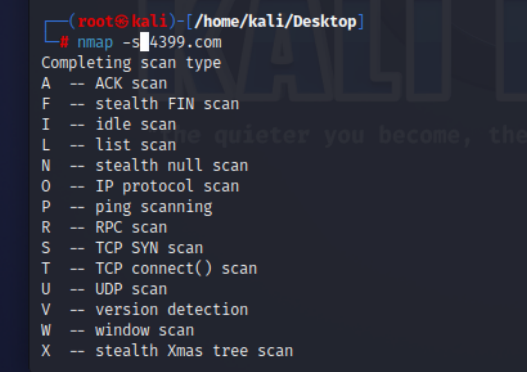 (root㉿kali)-[/home/kali/Desktop]
# nmap -s 4399.com
Completing scan type
A -- ACK scan
F -- stealth FIN scan
I -- idle scan
L -- list scan
N -- stealth null scan
O -- IP protocol scan
P -- ping scanning
R -- RPC scan
S -- TCP SYN scan
T -- TCP connect() scan
U -- UDP scan
V -- version detection
W -- window scan
X -- stealth Xmas tree scan
KALI
the quieter you become, the